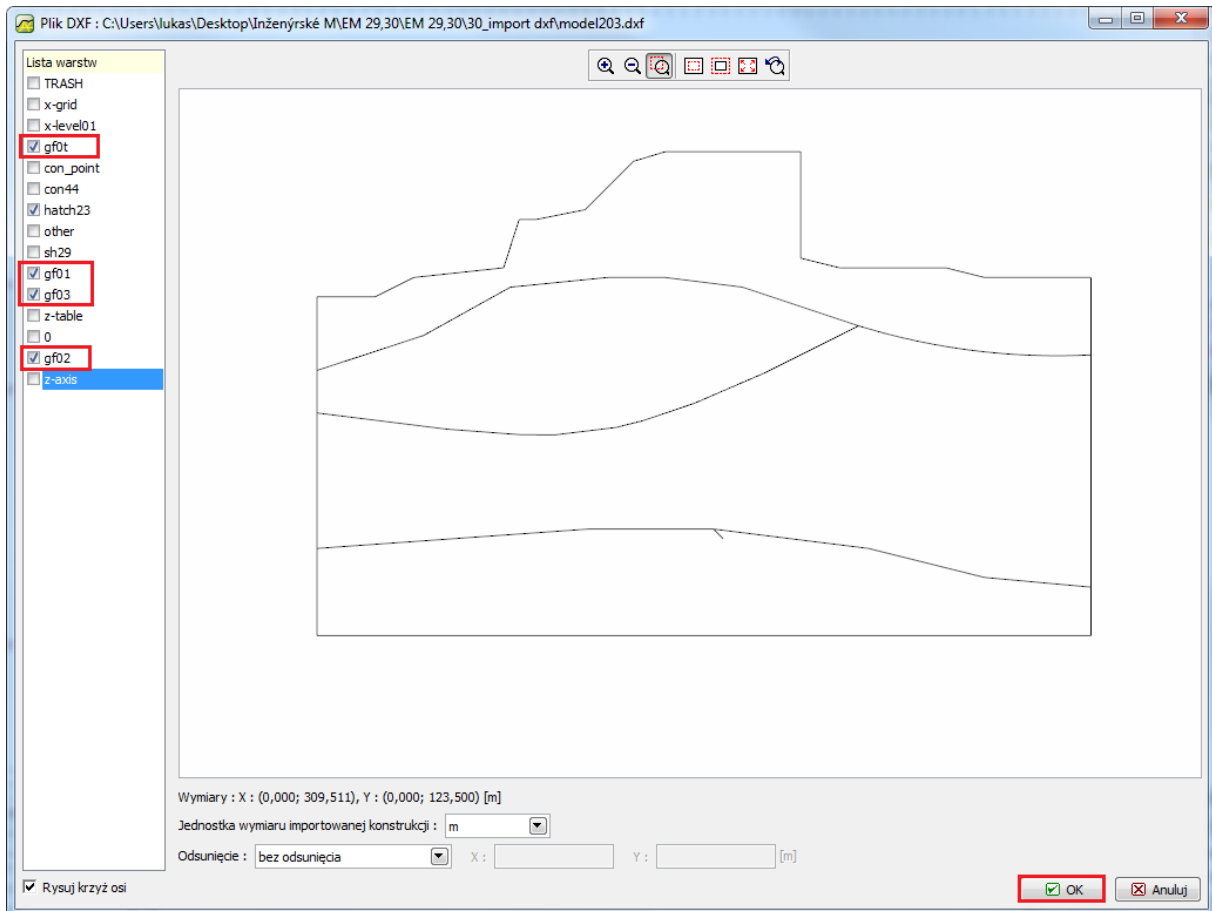 Plik DXF : C:\Users\lukas\Desktop\Inženýrské M\EM 29,30\EM 29,30\30_import dxf\model203.dxf
Lista warstw
TRASH
x-grid
x-level01
gf0t
con_point
con44
hatch23
other
sh29
gf01
gf03
z-table
0
gf02
z-axis
Wymiary : X : (0,000; 309,511), Y : (0,000; 123,500) [m]
Jednostka wymiaru importowanej konstrukcji : m
Odsunięcie : bez odsunięcia X : Y : [m]
Rysuj krzyż osi OK Anuluj